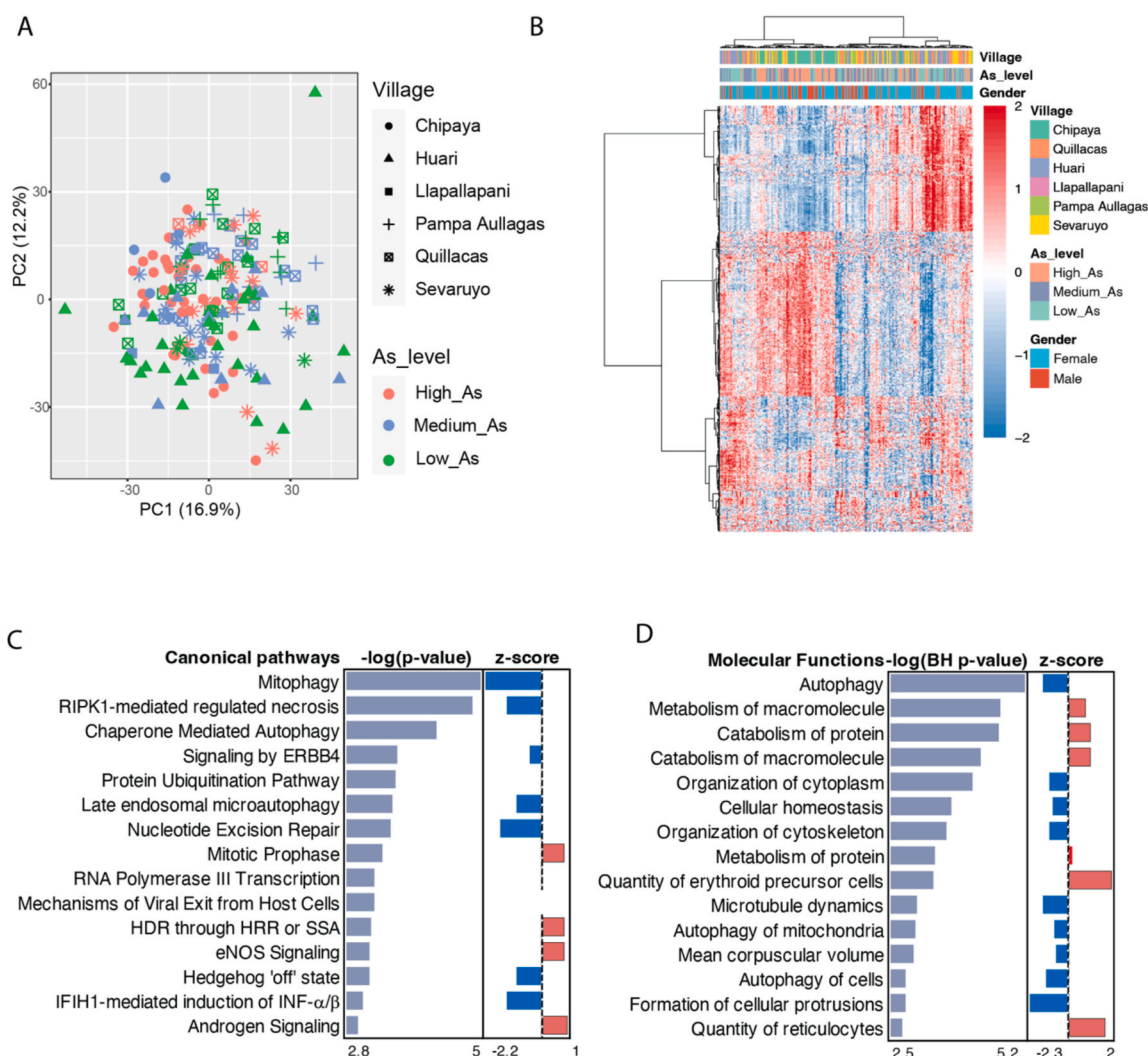 A
60
30
0
-30
PC2 (12.2%)
-30
0
30
PC1 (16.9%)
Village
Chipaya
Huari
Llapallapani
Pampa Aullagas
Quillacas
Sevaruyo
As_level
High_As
Medium_As
Low_As
B
Village
As_level
Gender
2
1
0
−1
−2
Village
Chipaya
Quillacas
Huari
Llapallapani
Pampa Aullagas
Sevaruyo
As_level
High_As
Medium_As
Low_As
Gender
Female
Male
C
Canonical pathways -log(p-value) z-score
Mitophagy
RIPK1-mediated regulated necrosis
Chaperone Mediated Autophagy
Signaling by ERBB4
Protein Ubiquitination Pathway
Late endosomal microautophagy
Nucleotide Excision Repair
Mitotic Prophase
RNA Polymerase III Transcription
Mechanisms of Viral Exit from Host Cells
HDR through HRR or SSA
eNOS Signaling
Hedgehog 'off' state
IFIH1-mediated induction of INF-α/β
Androgen Signaling
2.8 5 -2.2 1
D
Molecular Functions -log(BH p-value) z-score
Autophagy
Metabolism of macromolecule
Catabolism of protein
Catabolism of macromolecule
Organization of cytoplasm
Cellular homeostasis
Organization of cytoskeleton
Metabolism of protein
Quantity of erythroid precursor cells
Microtubule dynamics
Autophagy of mitochondria
Mean corpuscular volume
Autophagy of cells
Formation of cellular protrusions
Quantity of reticulocytes
2.5 5.2 -2.3 2